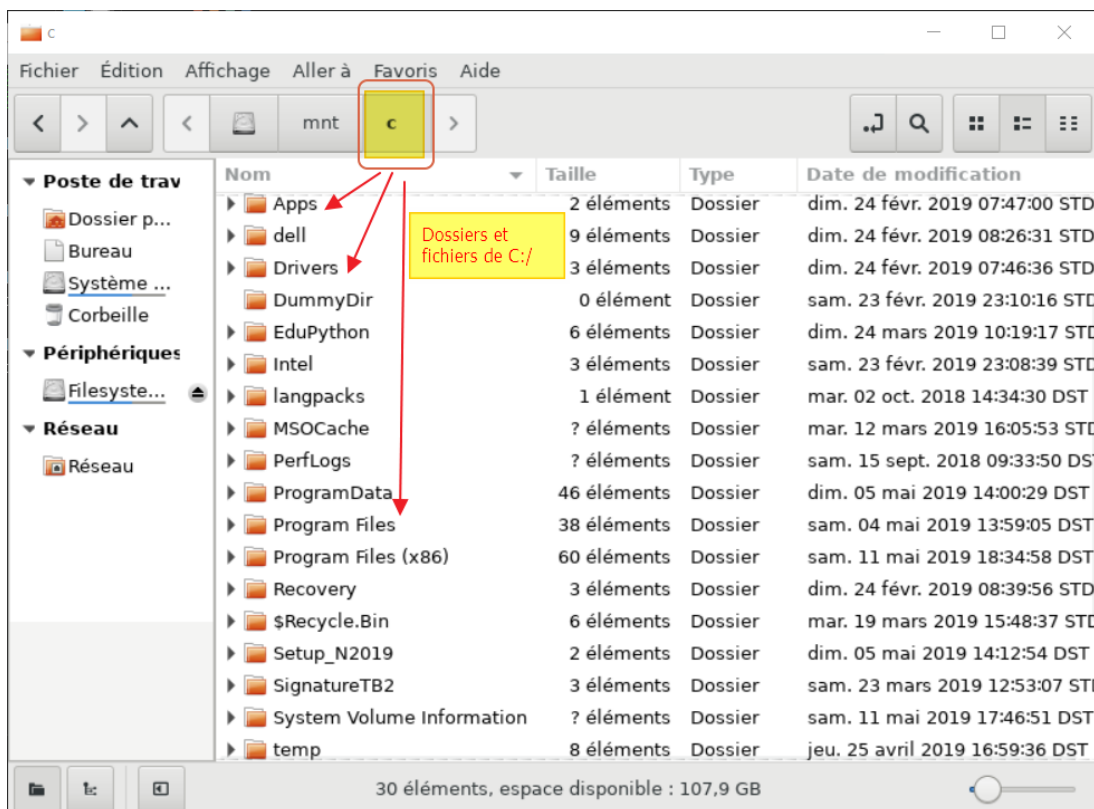 c
Fichier Édition Affichage Aller à Favoris Aide
mnt c
Poste de trav
Dossier p...
Bureau
Système ...
Corbeille
Périphériques
Filesyste...
Réseau
Réseau
Nom Taille Type Date de modification
Apps 2 éléments Dossier dim. 24 févr. 2019 07:47:00 STD
dell 9 éléments Dossier dim. 24 févr. 2019 08:26:31 STD
Drivers 3 éléments Dossier dim. 24 févr. 2019 07:46:36 STD
DummyDir 0 élément Dossier sam. 23 févr. 2019 23:10:16 STD
EduPython 6 éléments Dossier dim. 24 mars 2019 10:19:17 STD
Intel 3 éléments Dossier sam. 23 févr. 2019 23:08:39 STD
langpacks 1 élément Dossier mar. 02 oct. 2018 14:34:30 DST
MSOCache ? éléments Dossier mar. 12 mars 2019 16:05:53 STD
PerfLogs ? éléments Dossier sam. 15 sept. 2018 09:33:50 DS
ProgramData 46 éléments Dossier dim. 05 mai 2019 14:00:29 DST
Program Files 38 éléments Dossier sam. 04 mai 2019 13:59:05 DST
Program Files (x86) 60 éléments Dossier sam. 11 mai 2019 18:34:58 DST
Recovery 3 éléments Dossier dim. 24 févr. 2019 08:39:56 STD
$Recycle.Bin 6 éléments Dossier mar. 19 mars 2019 15:48:37 STD
Setup_N2019 2 éléments Dossier dim. 05 mai 2019 14:12:54 DST
SignatureTB2 3 éléments Dossier sam. 23 mars 2019 12:53:07 STD
System Volume Information ? éléments Dossier sam. 11 mai 2019 17:46:51 DST
temp 8 éléments Dossier jeu. 25 avril 2019 16:59:36 DST
Dossiers et
fichiers de C:/
30 éléments, espace disponible : 107,9 GB